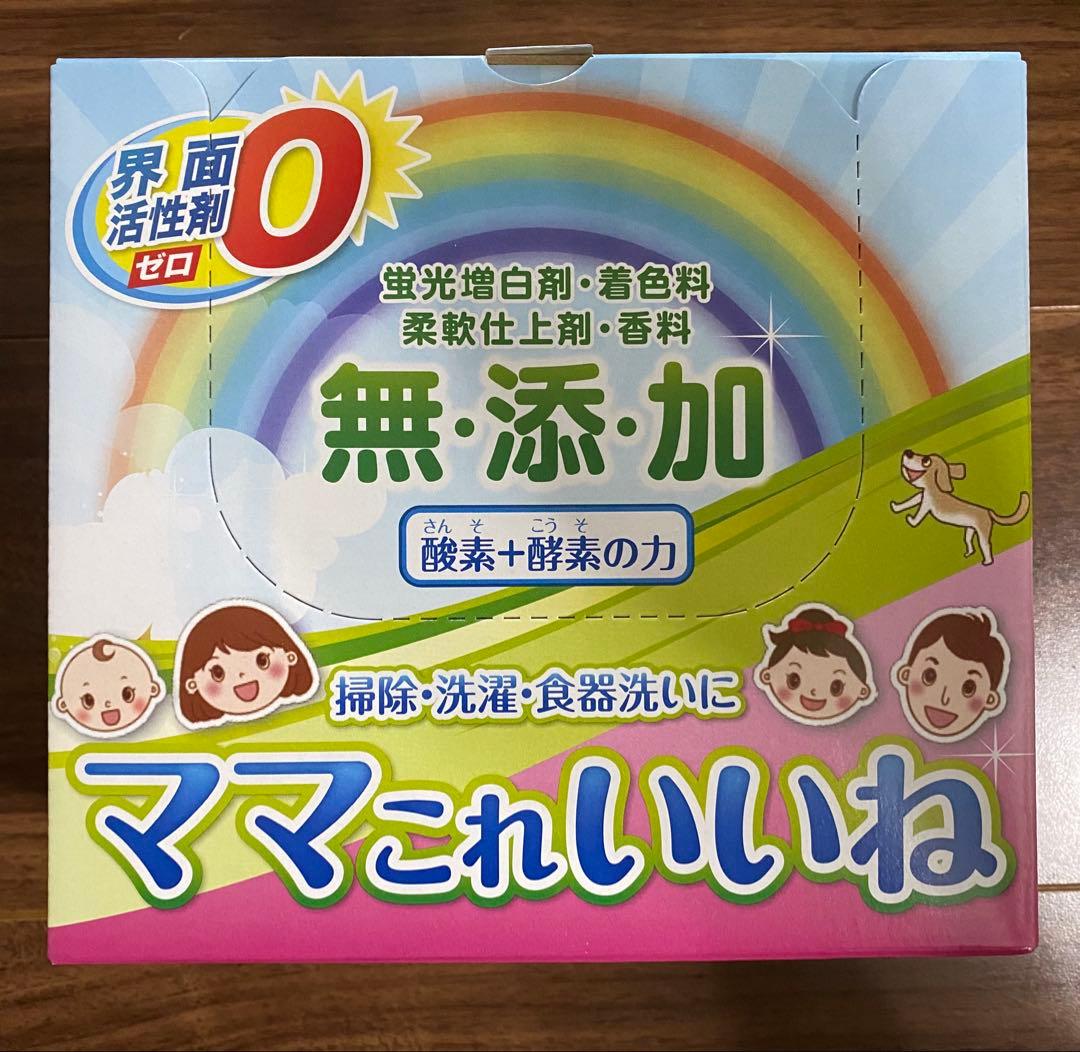 界面
活性剤
ゼロ
0
蛍光増白剤・着色料
柔軟仕上剤・香料
無・添・加
さんそ こうそ
酸素+酵素の力
掃除・洗濯・食器洗いに
ママこれいいね